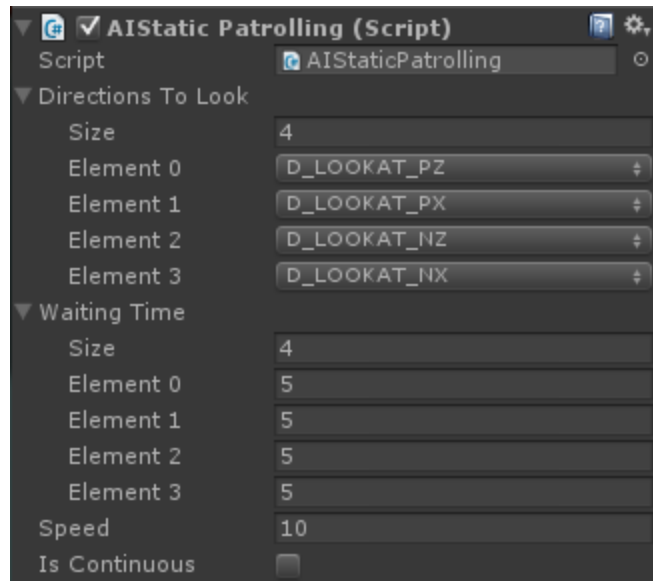 AIStatic Patrolling (Script)
Script AIStaticPatrolling
Directions To Look
Size 4
Element 0 D_LOOKAT_PZ
Element 1 D_LOOKAT_PX
Element 2 D_LOOKAT_NZ
Element 3 D_LOOKAT_NX
Waiting Time
Size 4
Element 0 5
Element 1 5
Element 2 5
Element 3 5
Speed 10
Is Continuous